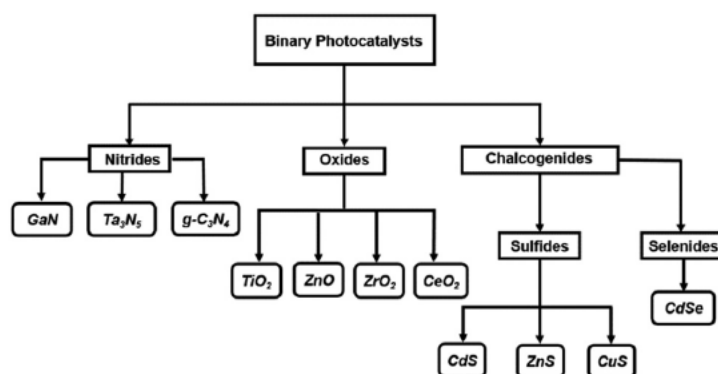 Binary Photocatalysts
Nitrides
Oxides
Chalcogenides
GaN
Ta₃N₅
g-C₃N₄
Sulfides
Selenides
TiO₂
ZnO
ZrO₂
CeO₂
CdSe
CdS
ZnS
CuS